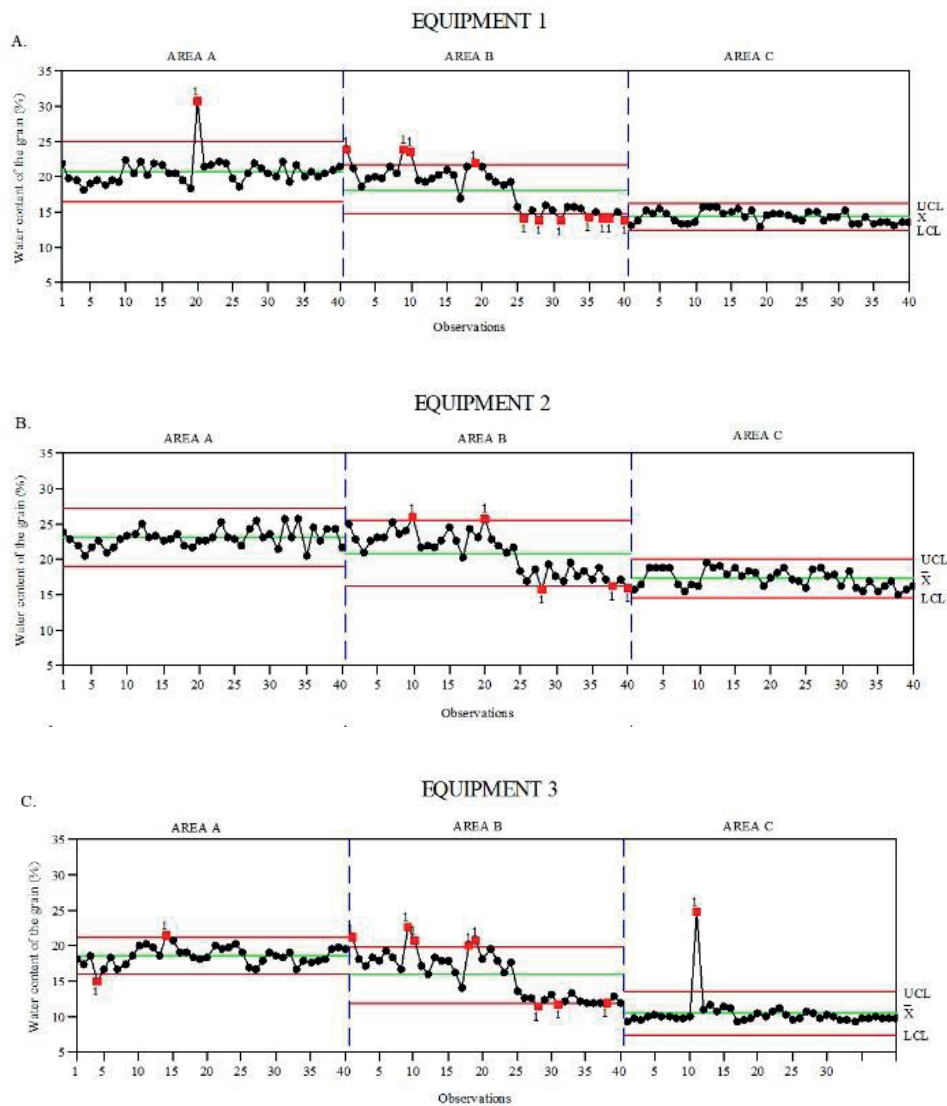 EQUIPMENT 1
A.
AREA A AREA B AREA C
Water content of the grain (%)
35
30
25
20
15
10
5
1 1 1 1 1
1 1 1 1 1 1 1
UCL
X
LCL
1 5 10 15 20 25 30 35 40 5 10 15 20 25 30 35 40 5 10 15 20 25 30 35 40
Observations
EQUIPMENT 2
B.
AREA A AREA B AREA C
Water content of the grain (%)
35
30
25
20
15
10
5
1 1
1 1 1
UCL
X̿
LCL
1 5 10 15 20 25 30 35 40 5 10 15 20 25 30 35 40 5 10 15 20 25 30 35 40
Observations
EQUIPMENT 3
C.
AREA A AREA B AREA C
Water content of the grain (%)
35
30
25
20
15
10
5
1 1 1 1 1 1 1
1 1 1 1
UCL
X̿
LCL
1 5 10 15 20 25 30 35 40 5 10 15 20 25 30 35 40 5 10 15 20 25 30
Observations